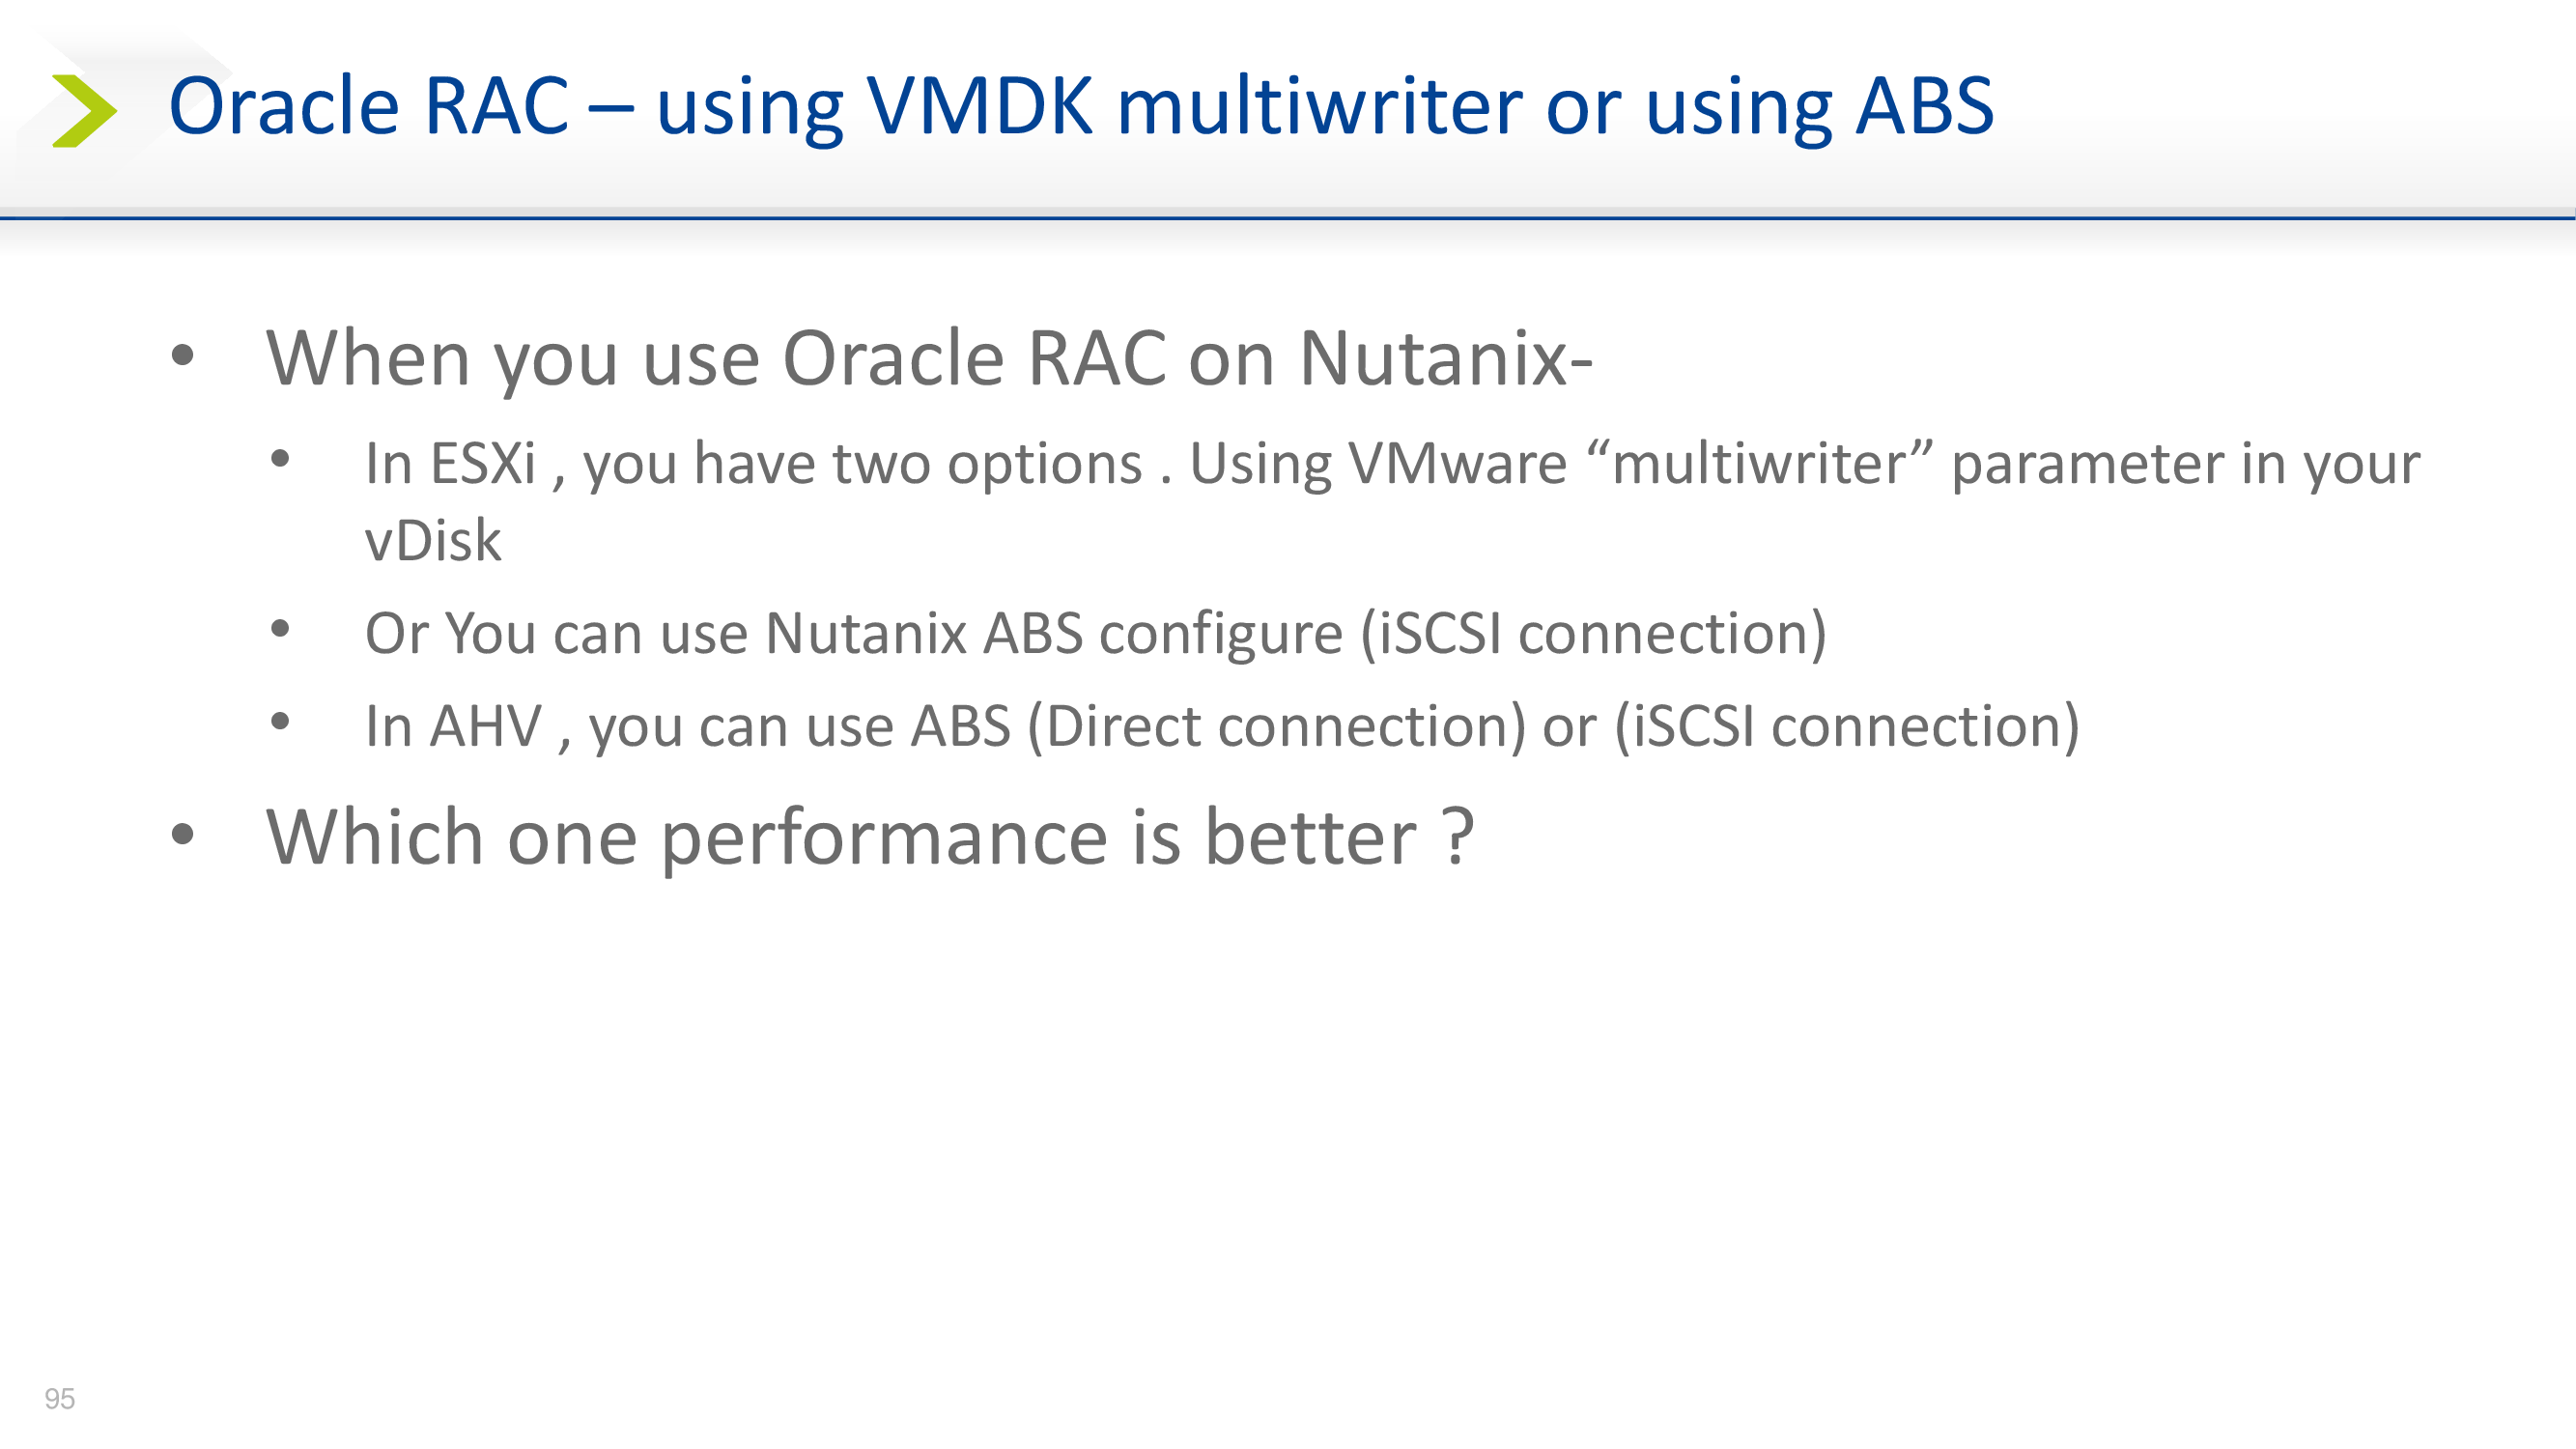 Oracle RAC – using VMDK multiwriter or using ABS
• When you use Oracle RAC on Nutanix-
• In ESXi , you have two options . Using VMware “multiwriter” parameter in your
vDisk
• Or You can use Nutanix ABS configure (iSCSI connection)
• In AHV , you can use ABS (Direct connection) or (iSCSI connection)
• Which one performance is better ?
95